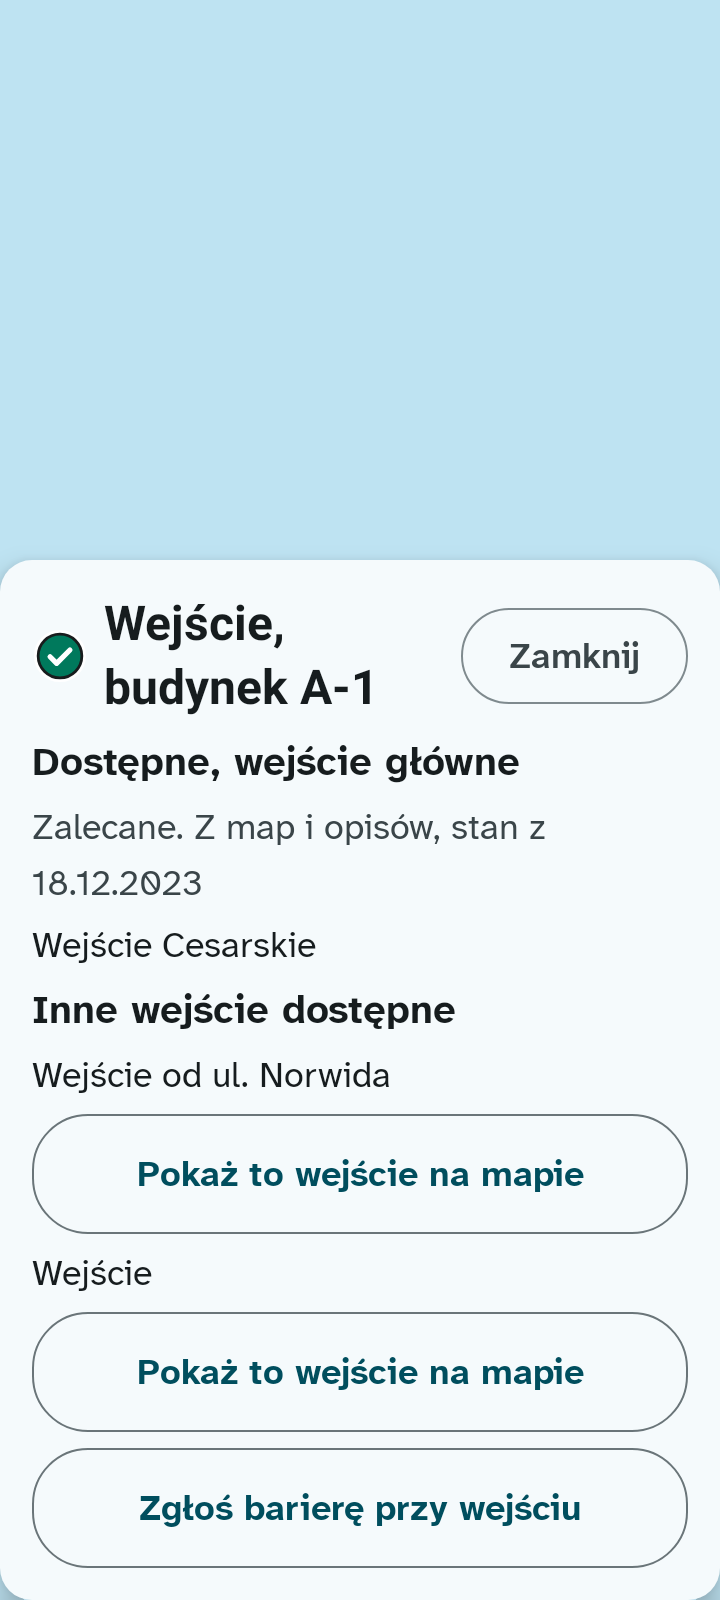 Wejście,
budynek A-1
Zamknij
Dostępne, wejście główne
Zalecane. Z map i opisów, stan z
18.12.2023
Wejście Cesarskie
Inne wejście dostępne
Wejście od ul. Norwida
Pokaż to wejście na mapie
Wejście
Pokaż to wejście na mapie
Zgłoś barierę przy wejściu